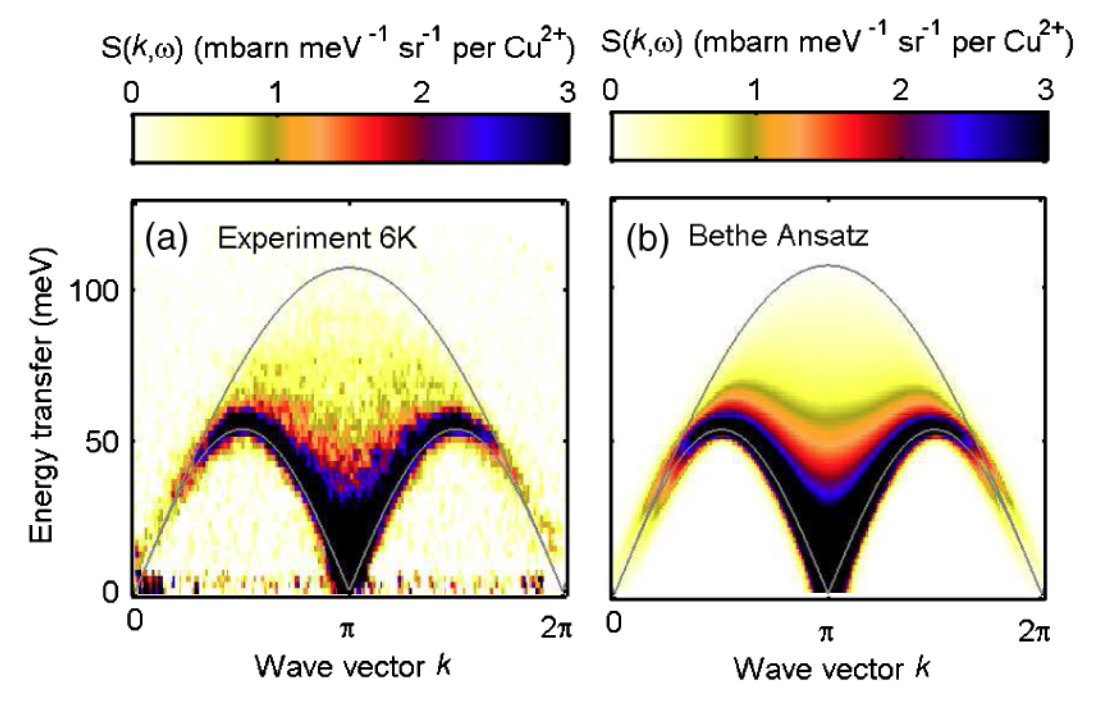 S(k,ω) (mbarn meV⁻¹ sr⁻¹ per Cu²⁺)
0 1 2 3
(a) Experiment 6K
Energy transfer (meV)
100
50
0
0 π 2π
Wave vector k
S(k,ω) (mbarn meV⁻¹ sr⁻¹ per Cu²⁺)
0 1 2 3
(b) Bethe Ansatz
0 π 2π
Wave vector k